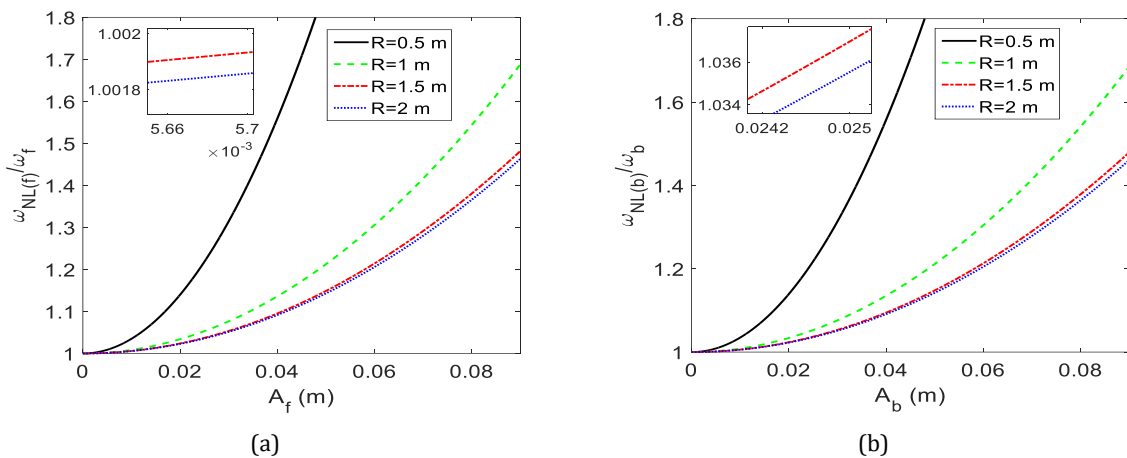 1.8
1.7
1.6
1.5
1.4
1.3
1.2
1.1
1
ω_NL(f)/ω_f
0 0.02 0.04 0.06 0.08
A_f (m)
1.002
1.0018
5.66 5.7
×10^-3
R=0.5 m
R=1 m
R=1.5 m
R=2 m
(a)
1.8
1.6
1.4
1.2
1
ω_NL(b)/ω_b
0 0.02 0.04 0.06 0.08
A_b (m)
1.036
1.034
0.0242 0.025
R=0.5 m
R=1 m
R=1.5 m
R=2 m
(b)